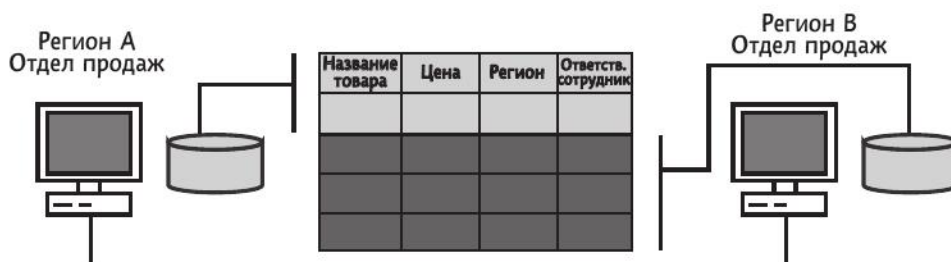 Регион А
Отдел продаж
Название
товара
Цена
Регион
Ответств.
сотрудник
Регион В
Отдел продаж